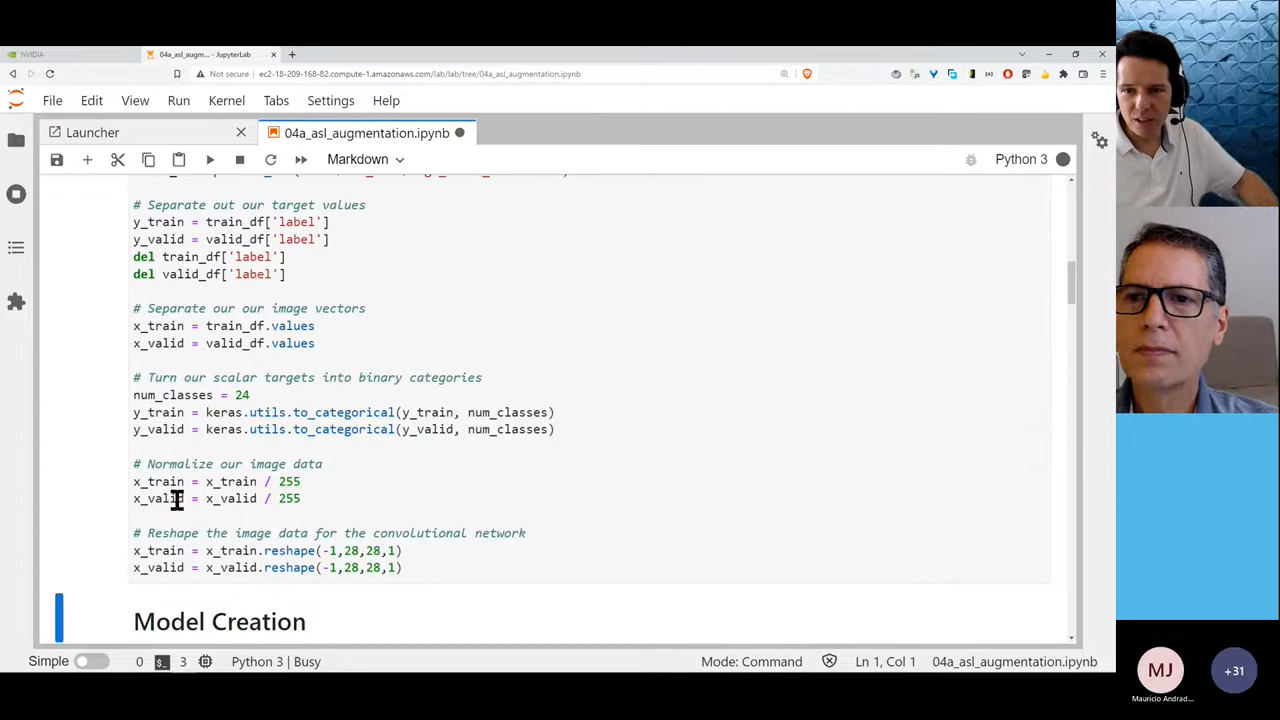 NVIDIA
04a_asl_augm... - JupyterLab
Not secure
ec2-18-209-168-82.compute-1.amazonaws.com/lab/lab/tree/04a_asl_augmentation.ipynb
File Edit View Run Kernel Tabs Settings Help
Launcher
04a_asl_augmentation.ipynb
Markdown
Python 3
# Separate out our target values
y_train = train_df['label']
y_valid = valid_df['label']
del train_df['label']
del valid_df['label']
# Separate our our image vectors
x_train = train_df.values
x_valid = valid_df.values
# Turn our scalar targets into binary categories
num_classes = 24
y_train = keras.utils.to_categorical(y_train, num_classes)
y_valid = keras.utils.to_categorical(y_valid, num_classes)
# Normalize our image data
x_train = x_train / 255
x_valid = x_valid / 255
# Reshape the image data for the convolutional network
x_train = x_train.reshape(-1,28,28,1)
x_valid = x_valid.reshape(-1,28,28,1)
Model Creation
Simple 0 3 Python 3 | Busy Mode: Command Ln 1, Col 1 04a_asl_augmentation.ipynb
MJ
+31
Mauricio Andrad...